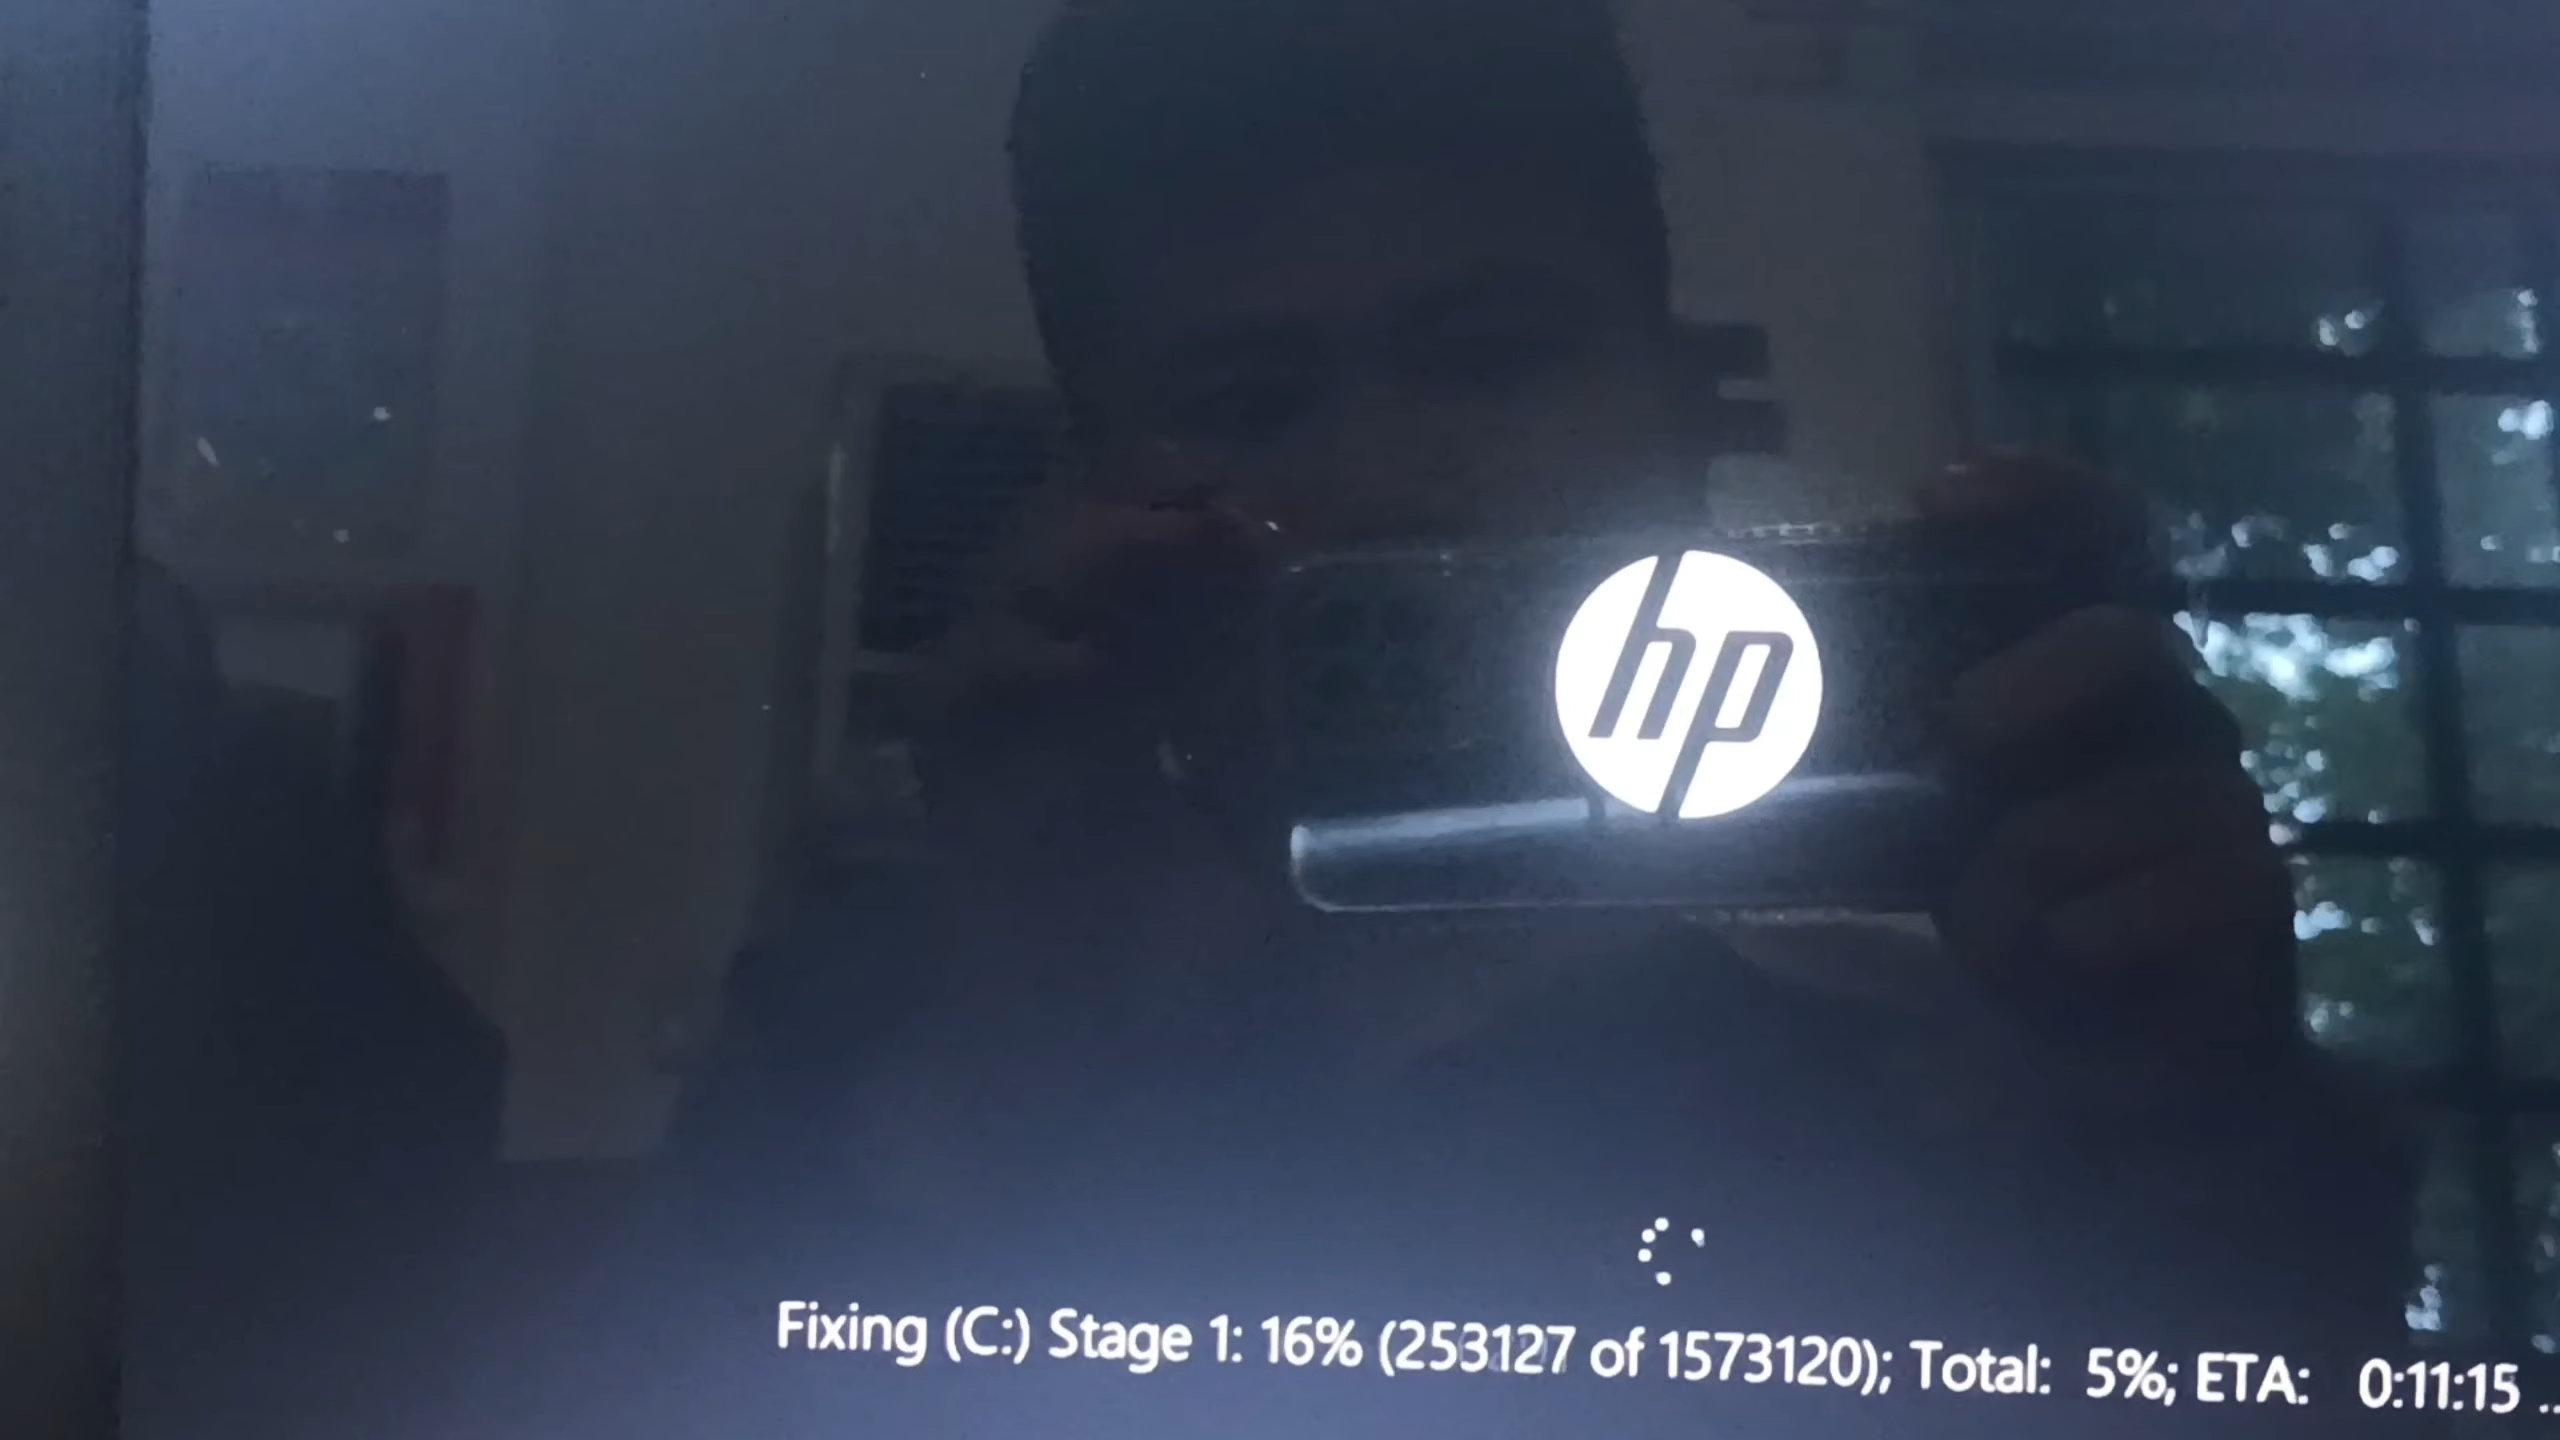 hp
Fixing (C:) Stage 1: 16% (253127 of 1573120); Total: 5%; ETA: 0:11:15 ..